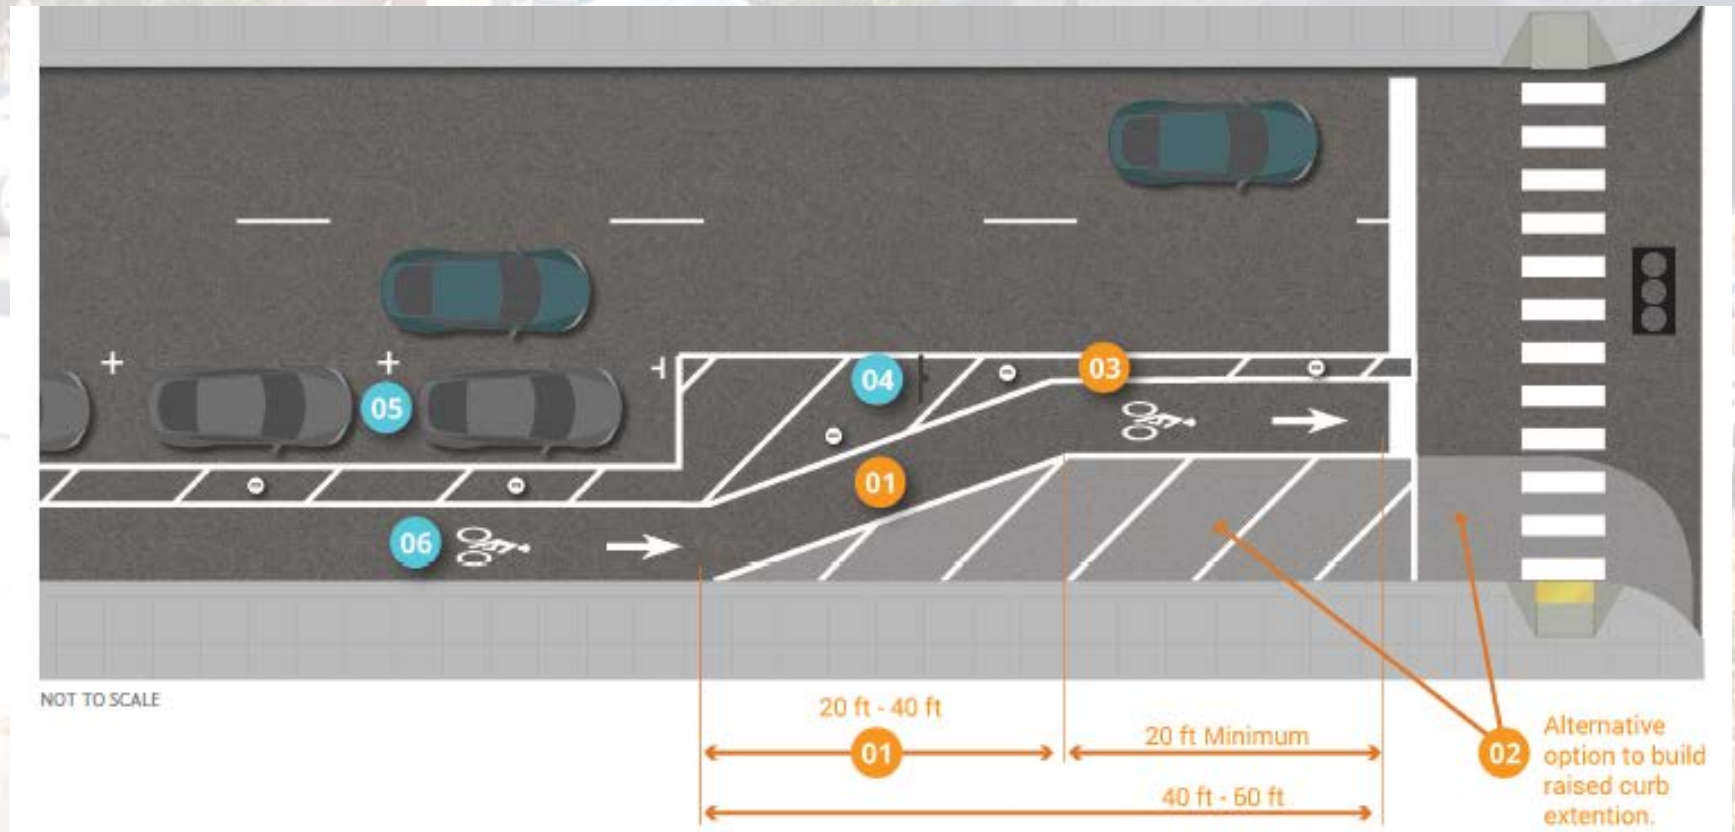 04
03
05
01
06
NOT TO SCALE
20 ft - 40 ft
01
20 ft Minimum
40 ft - 60 ft
02
Alternative
option to build
raised curb
extention.